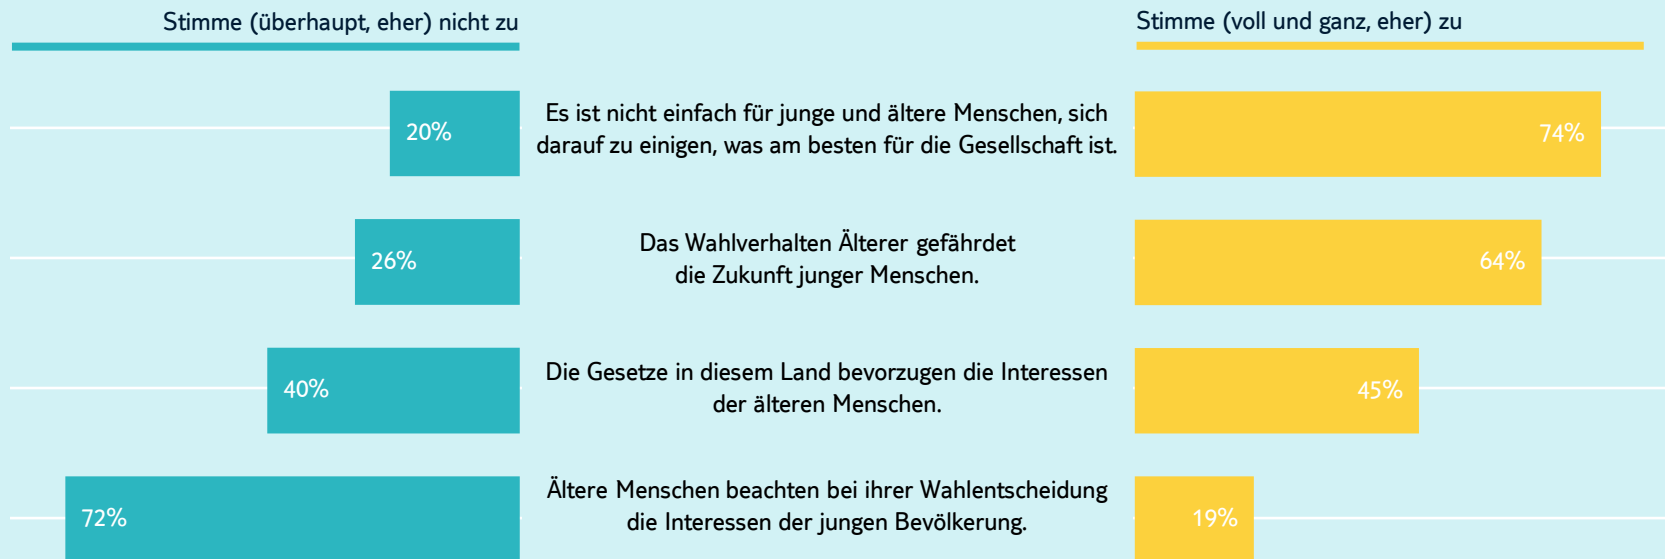 Stimme (überhaupt, eher) nicht zu
Stimme (voll und ganz, eher) zu
20%
Es ist nicht einfach für junge und ältere Menschen, sich
darauf zu einigen, was am besten für die Gesellschaft ist.
74%
26%
Das Wahlverhalten Älterer gefährdet
die Zukunft junger Menschen.
64%
40%
Die Gesetze in diesem Land bevorzugen die Interessen
der älteren Menschen.
45%
72%
Ältere Menschen beachten bei ihrer Wahlentscheidung
die Interessen der jungen Bevölkerung.
19%